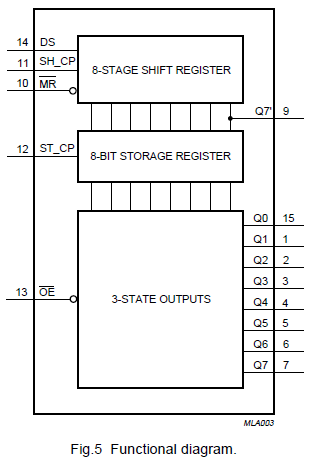 14 DS
11 SH_CP
10 MR
8-STAGE SHIFT REGISTER
Q7' 9
12 ST_CP
8-BIT STORAGE REGISTER
13 OE
3-STATE OUTPUTS
Q0 15
Q1 1
Q2 2
Q3 3
Q4 4
Q5 5
Q6 6
Q7 7
MLA003
Fig.5 Functional diagram.